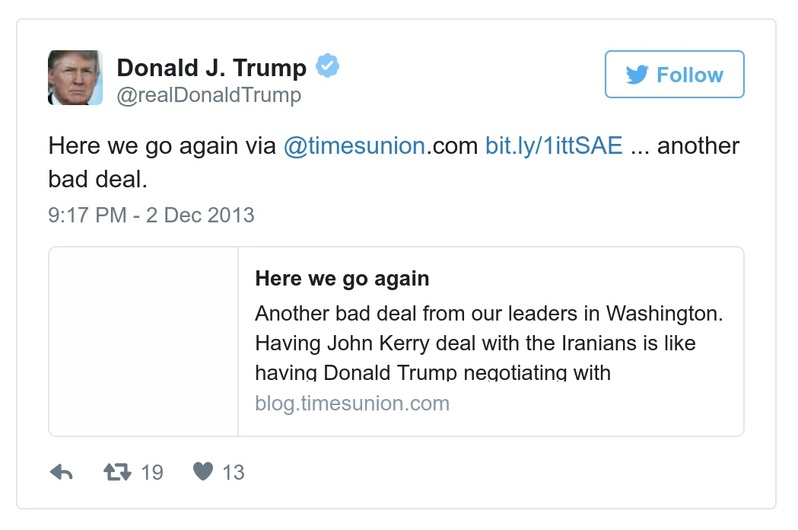 Donald J. Trump
@realDonaldTrump
Follow
Here we go again via @timesunion.com bit.ly/1ittSAE ... another
bad deal.
9:17 PM - 2 Dec 2013
Here we go again
Another bad deal from our leaders in Washington.
Having John Kerry deal with the Iranians is like
having Donald Trump negotiating with
blog.timesunion.com
19
13